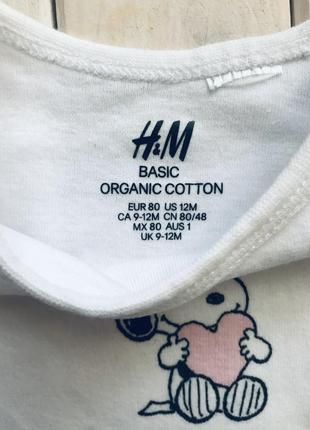 H&M
BASIC
ORGANIC COTTON
EUR 80 US 12M
CA 9-12M CN 80/48
MX 80 AUS 1
UK 9-12M